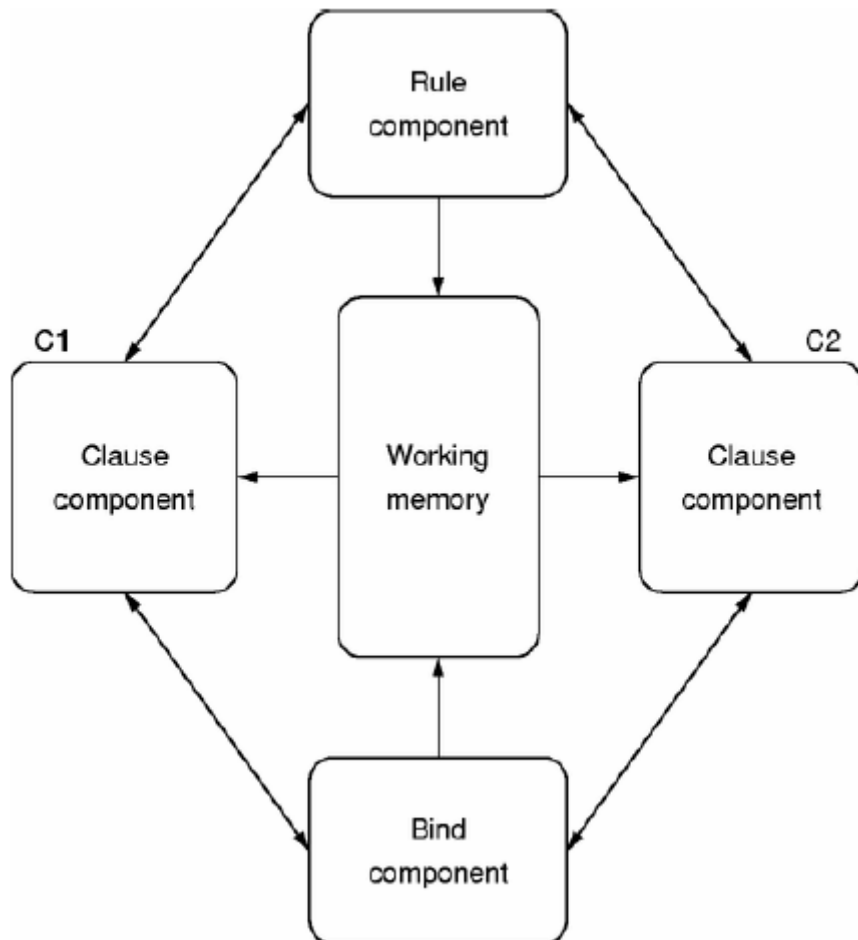 Rule
component
C1
C2
Clause
component
Working
memory
Clause
component
Bind
component